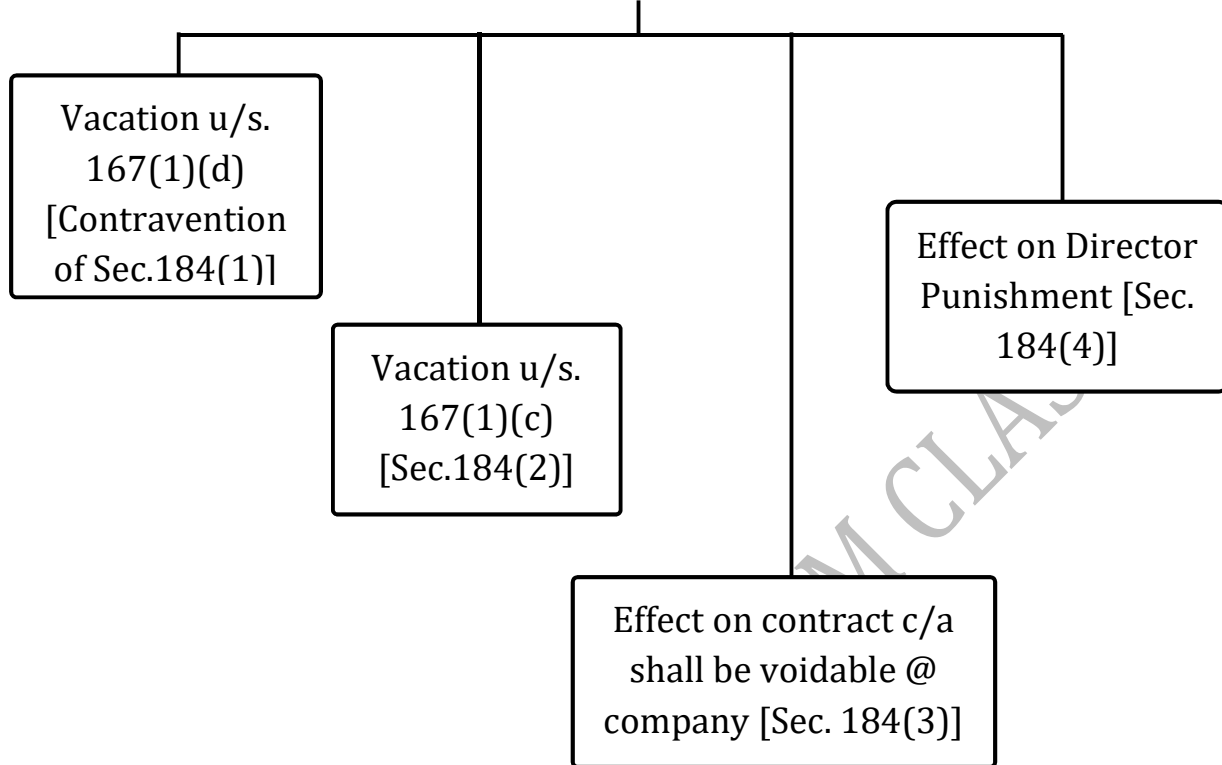 Vacation u/s.
167(1)(d)
[Contravention
of Sec.184(1)]
Vacation u/s.
167(1)(c)
[Sec.184(2)]
Effect on contract c/a
shall be voidable @
company [Sec. 184(3)]
Effect on Director
Punishment [Sec.
184(4)]
M CLAS